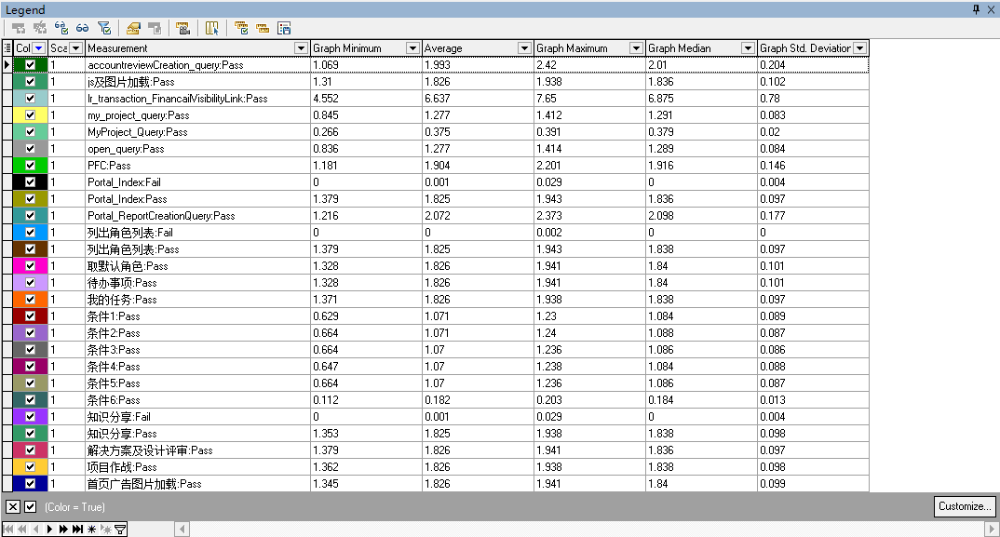 Legend
Col Sca Measurement Graph Minimum Average Graph Maximum Graph Median Graph Std. Deviation
1 accountreviewCreation_query:Pass 1.069 1.993 2.42 2.01 0.204
1 js及图片加载:Pass 1.31 1.826 1.938 1.836 0.102
1 lr_transaction_FinancailVisibilityLink:Pass 4.552 6.637 7.65 6.875 0.78
1 my_project_query:Pass 0.845 1.277 1.412 1.291 0.083
1 MyProject_Query:Pass 0.266 0.375 0.391 0.379 0.02
1 open_query:Pass 0.836 1.277 1.414 1.289 0.084
1 PFC:Pass 1.181 1.904 2.201 1.916 0.146
1 Portal_Index:Fail 0 0.001 0.029 0 0.004
1 Portal_Index:Pass 1.379 1.825 1.943 1.836 0.097
1 Portal_ReportCreationQuery:Pass 1.216 2.072 2.373 2.098 0.177
1 列出角色列表:Fail 0 0 0.002 0 0
1 列出角色列表:Pass 1.379 1.825 1.943 1.838 0.097
1 取默认角色:Pass 1.328 1.826 1.941 1.84 0.101
1 待办事项:Pass 1.328 1.826 1.941 1.84 0.101
1 我的任务:Pass 1.371 1.826 1.938 1.838 0.097
1 条件1:Pass 0.629 1.071 1.23 1.084 0.089
1 条件2:Pass 0.664 1.071 1.24 1.088 0.087
1 条件3:Pass 0.664 1.07 1.236 1.086 0.086
1 条件4:Pass 0.647 1.07 1.238 1.084 0.088
1 条件5:Pass 0.664 1.07 1.236 1.086 0.087
1 条件6:Pass 0.112 0.182 0.203 0.184 0.013
1 知识分享:Fail 0 0.001 0.029 0 0.004
1 知识分享:Pass 1.353 1.825 1.938 1.838 0.098
1 解决方案及设计评审:Pass 1.379 1.826 1.941 1.836 0.097
1 项目作战:Pass 1.362 1.826 1.938 1.838 0.098
1 首页广告图片加载:Pass 1.345 1.826 1.941 1.84 0.099
(Color = True) Customize...